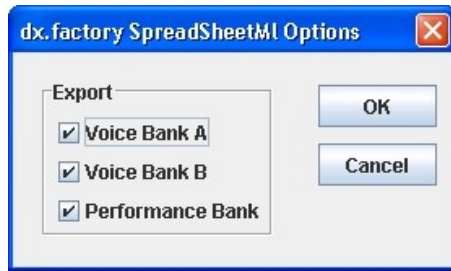 dx.factory SpreadSheetMl Options
Export
Voice Bank A
Voice Bank B
Performance Bank
OK
Cancel